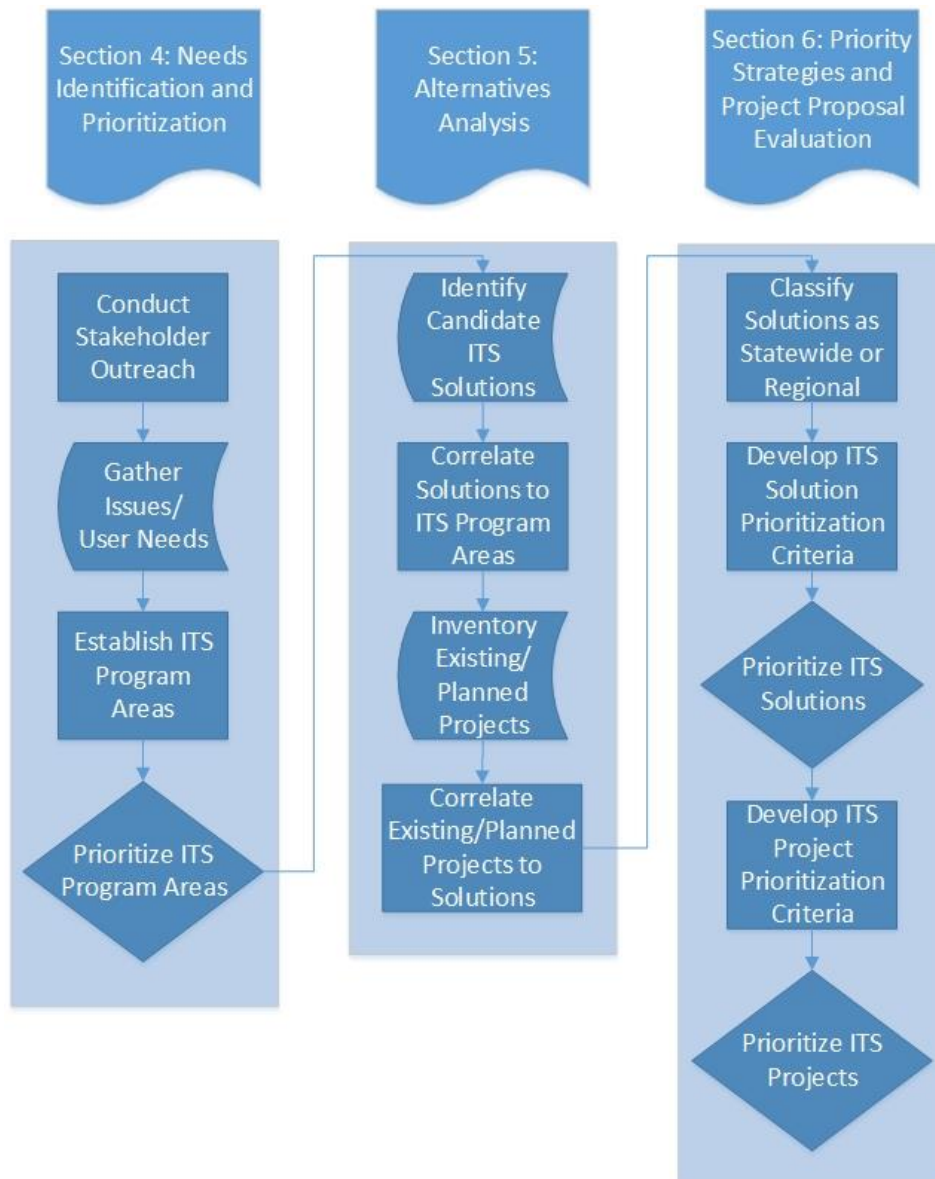 Section 4: Needs
Identification and
Prioritization
Section 5:
Alternatives
Analysis
Section 6: Priority
Strategies and
Project Proposal
Evaluation
Conduct
Stakeholder
Outreach
Gather
Issues/
User Needs
Establish ITS
Program
Areas
Prioritize ITS
Program Areas
Identify
Candidate
ITS
Solutions
Correlate
Solutions to
ITS Program
Areas
Inventory
Existing/
Planned
Projects
Correlate
Existing/Planned
Projects to
Solutions
Classify
Solutions as
Statewide or
Regional
Develop ITS
Solution
Prioritization
Criteria
Prioritize ITS
Solutions
Develop ITS
Project
Prioritization
Criteria
Prioritize ITS
Projects